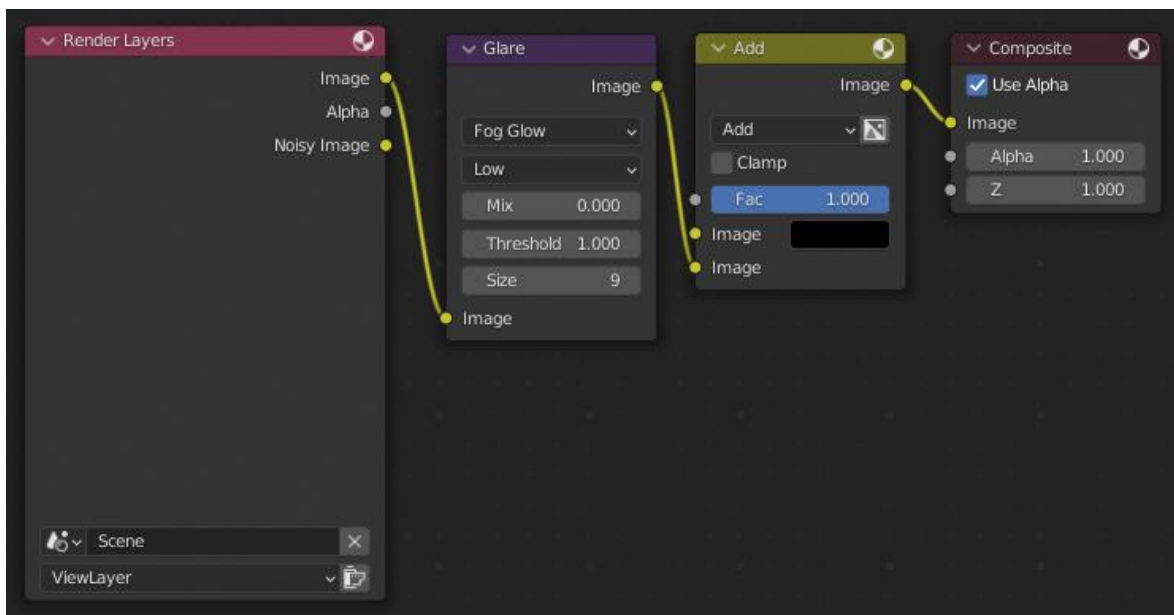 Render Layers
Image
Alpha
Noisy Image
Scene
ViewLayer
Glare
Image
Fog Glow
Low
Mix 0.000
Threshold 1.000
Size 9
Image
Add
Image
Add
Clamp
Fac 1.000
Image
Image
Composite
Use Alpha
Image
Alpha 1.000
Z 1.000